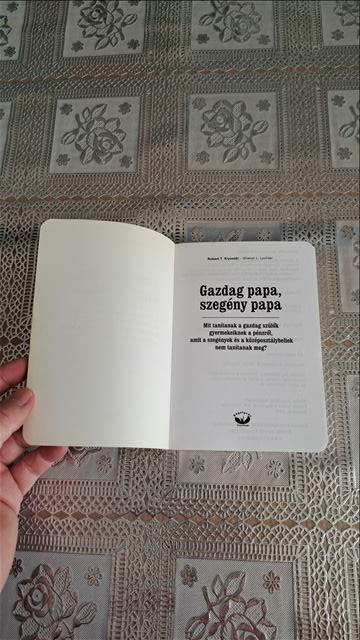 Robert T. Kiyosaki - Sharon L. Lechter
Gazdag papa,
szegény papa
Mit tanítanak a gazdag szülők
gyermekeiknek a pénzről,
amit a szegények és a középosztálybeliek
nem tanítanak meg?